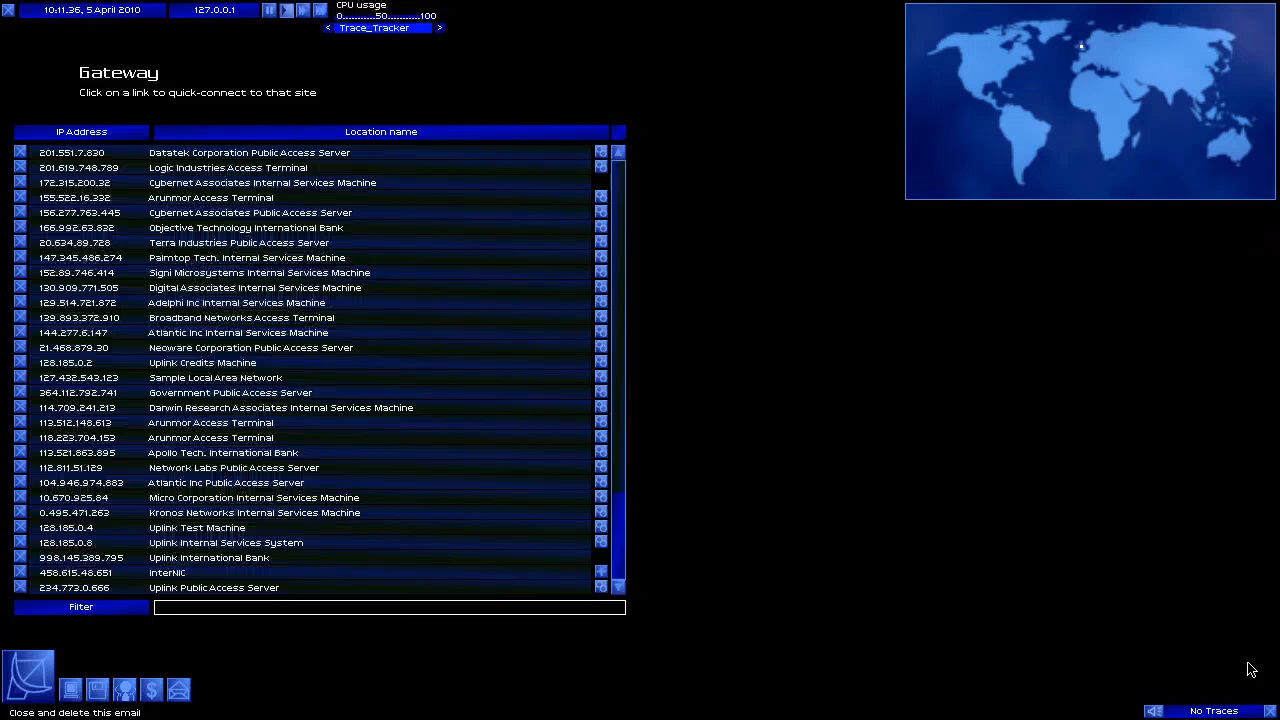 10:11.36, 5 April 2010
127.0.0.1
CPU usage
0..........50..........100
< Trace_Tracker >
Gateway
Click on a link to quick-connect to that site
IP Address Location name
201.551.7.830 Datatek Corporation Public Access Server
201.619.748.789 Logic Industries Access Terminal
172.315.200.32 Cybernet Associates Internal Services Machine
155.522.16.332 Arunmor Access Terminal
156.277.763.445 Cybernet Associates Public Access Server
166.992.63.832 Objective Technology International Bank
20.634.89.728 Terra Industries Public Access Server
147.345.486.274 Palmtop Tech. Internal Services Machine
152.89.746.414 Signi Microsystems Internal Services Machine
130.909.771.505 Digital Associates Internal Services Machine
129.514.721.872 Adelphi Inc Internal Services Machine
139.893.372.910 Broadband Networks Access Terminal
144.277.6.147 Atlantic Inc Internal Services Machine
21.468.879.30 Neoware Corporation Public Access Server
128.185.0.2 Uplink Credits Machine
127.432.543.123 Sample Local Area Network
364.112.792.741 Government Public Access Server
114.709.241.213 Darwin Research Associates Internal Services Machine
113.512.148.613 Arunmor Access Terminal
118.223.704.153 Arunmor Access Terminal
113.521.863.895 Apollo Tech. International Bank
112.811.51.129 Network Labs Public Access Server
104.946.974.883 Atlantic Inc Public Access Server
10.670.925.84 Micro Corporation Internal Services Machine
0.495.471.263 Kronos Networks Internal Services Machine
128.185.0.4 Uplink Test Machine
128.185.0.8 Uplink Internal Services System
998.145.389.795 Uplink International Bank
458.615.48.651 InterNIC
234.773.0.666 Uplink Public Access Server
Filter
Close and delete this email
No Traces